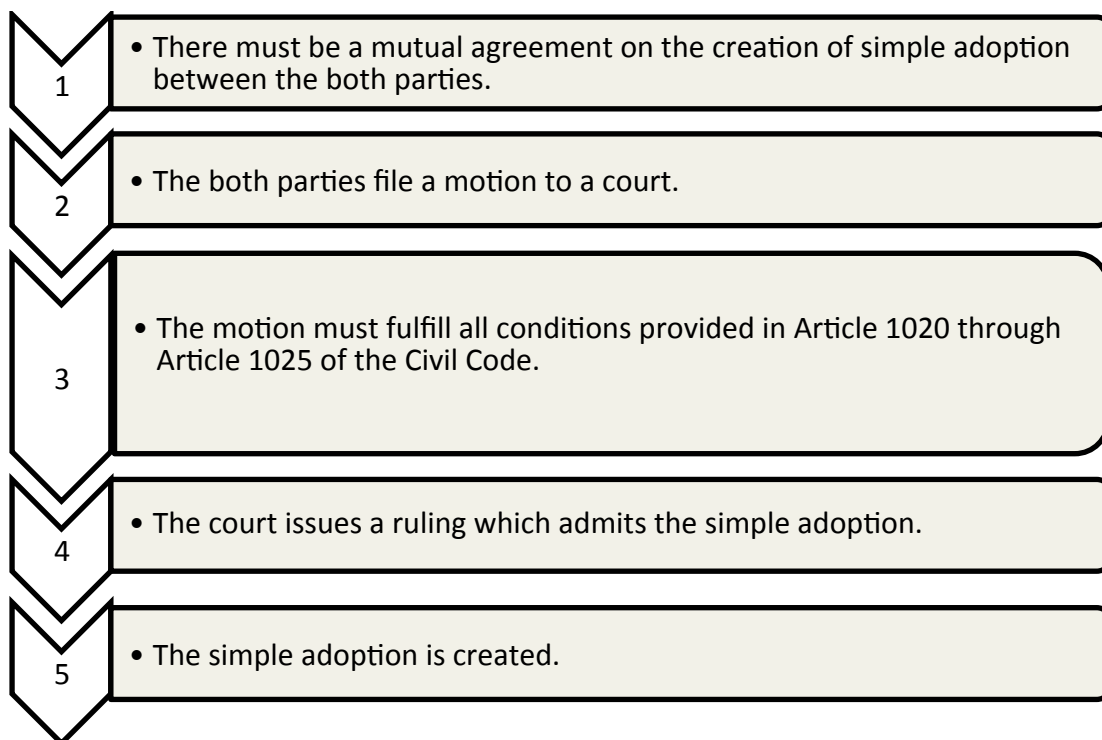 1
• There must be a mutual agreement on the creation of simple adoption
between the both parties.
2
• The both parties file a motion to a court.
3
• The motion must fulfill all conditions provided in Article 1020 through
Article 1025 of the Civil Code.
4
• The court issues a ruling which admits the simple adoption.
5
• The simple adoption is created.